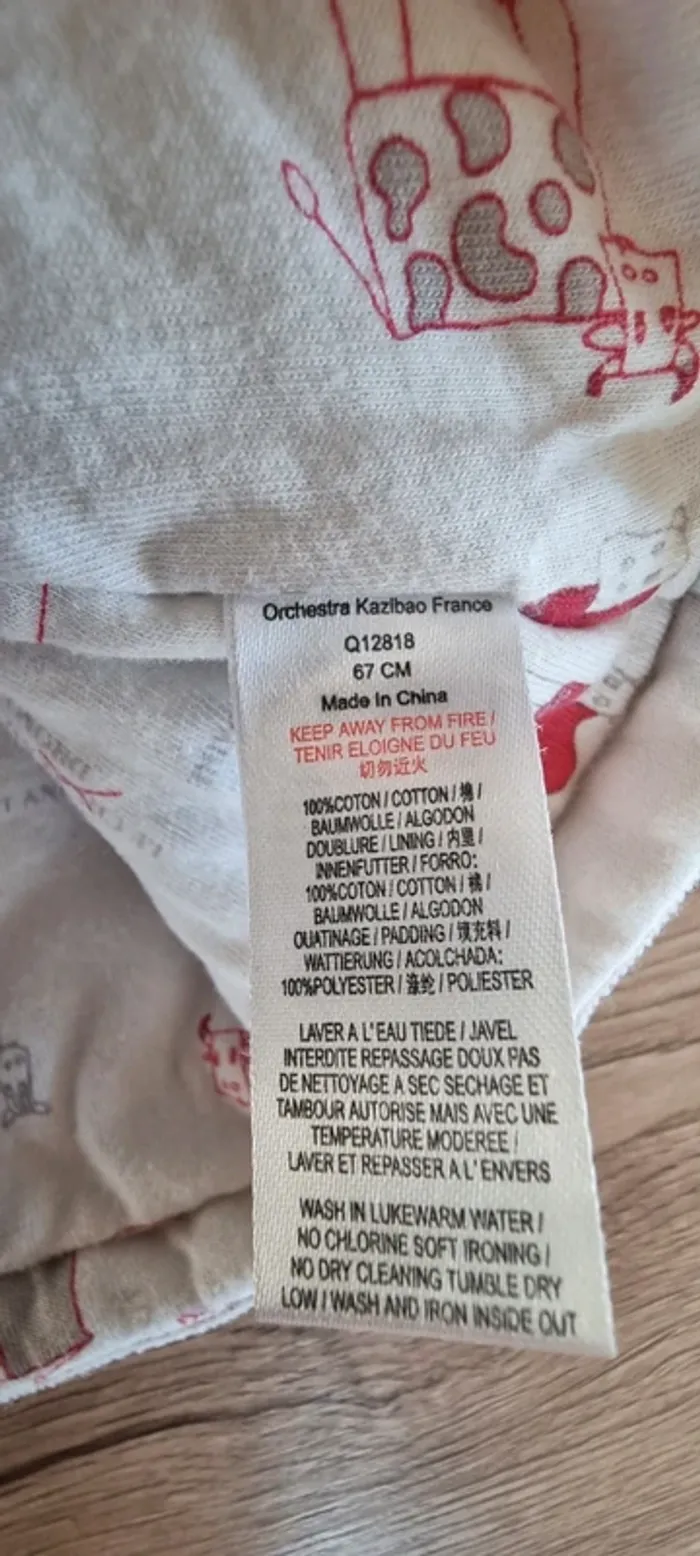 Orchestra Kazibao France
Q12818
67 CM
Made In China
KEEP AWAY FROM FIRE /
TENIR ELOIGNE DU FEU
切勿近火
100%COTON / COTTON / 棉 /
BAUMWOLLE / ALGODON
DOUBLURE / LINING / 内里 /
INNENFUTTER / FORRO:
100%COTON / COTTON / 棉 /
BAUMWOLLE / ALGODON
OUATINAGE / PADDING / 填充料 /
WATTIERUNG / ACOLCHADA:
100%POLYESTER / 涤纶 / POLIESTER
LAVER A L'EAU TIEDE / JAVEL
INTERDITE REPASSAGE DOUX PAS
DE NETTOYAGE A SEC SECHAGE ET
TAMBOUR AUTORISE MAIS AVEC UNE
TEMPERATURE MODEREE /
LAVER ET REPASSER A L'ENVERS
WASH IN LUKEWARM WATER /
NO CHLORINE SOFT IRONING /
NO DRY CLEANING TUMBLE DRY
LOW / WASH AND IRON INSIDE OUT